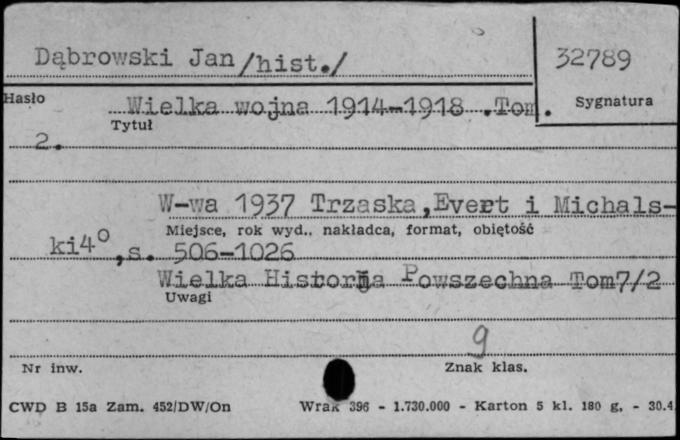 Dąbrowski Jan /hist./
32789
Hasło
Wielka wojna 1914-1918 .Tom.
Sygnatura
Tytuł
2.
W-wa 1937 Trzaska,Evert i Michals-
Miejsce, rok wyd., nakładca, format, objętość
ki4°,s. 506-1026
Wielka Historja Powszechna Tom7/2
Uwagi
9
Nr inw.
Znak klas.
CWD B 15a Zam. 452/DW/On
Wrak 396 - 1.730.000 - Karton 5 kl. 180 g. - 30.4